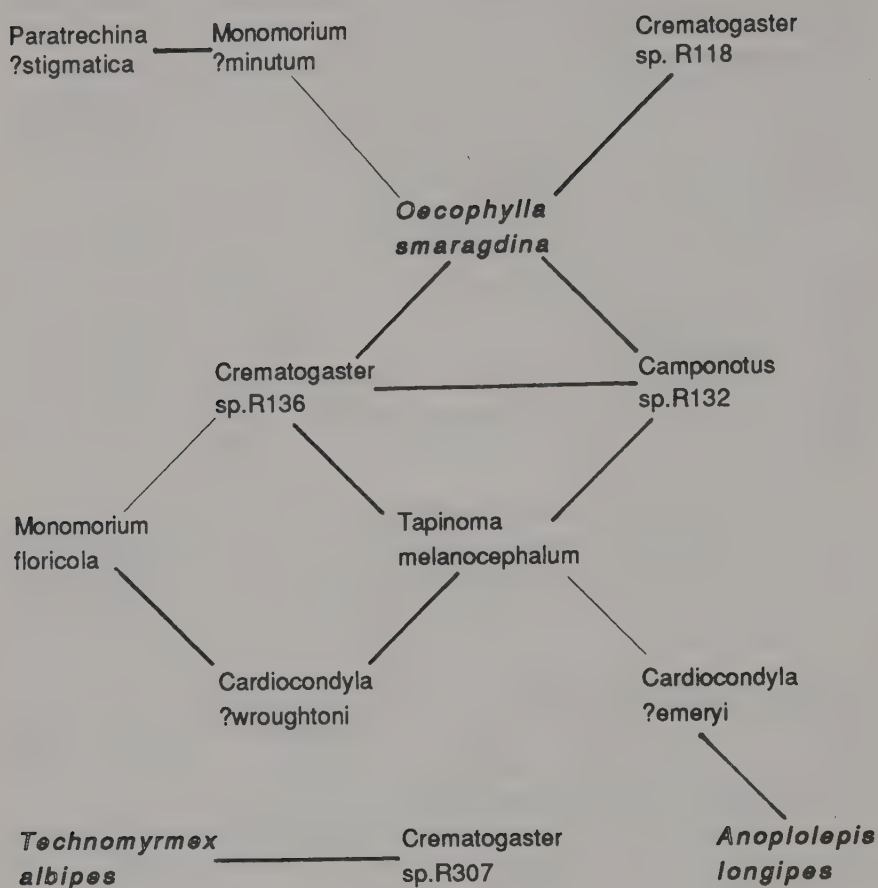 Paratrechina
?stigmatica
Monomorium
?minutum
Crematogaster
sp. R118
Oecophylla
smaragdina
Crematogaster
sp.R136
Camponotus
sp.R132
Monomorium
floricola
Tapinoma
melanocephalum
Cardiocondyla
?wroughtoni
Cardiocondyla
?emeryi
Technomyrmex
albipes
Crematogaster
sp.R307
Anoplolepis
longipes